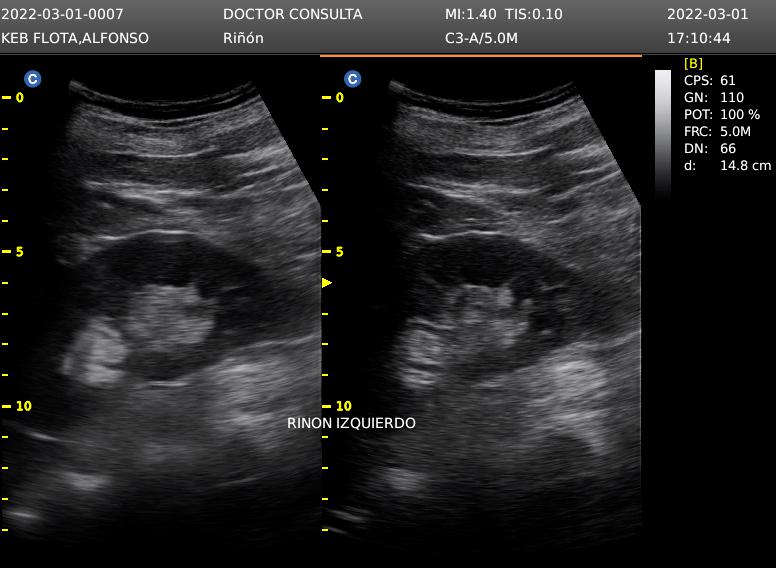 2022-03-01-0007 DOCTOR CONSULTA MI:1.40 TIS:0.10 2022-03-01
KEB FLOTA,ALFONSO Riñón C3-A/5.0M 17:10:44
[B]
CPS: 61
GN: 110
POT: 100 %
FRC: 5.0M
DN: 66
d: 14.8 cm
C C
0 0
5 5
10 10
RINON IZQUIERDO